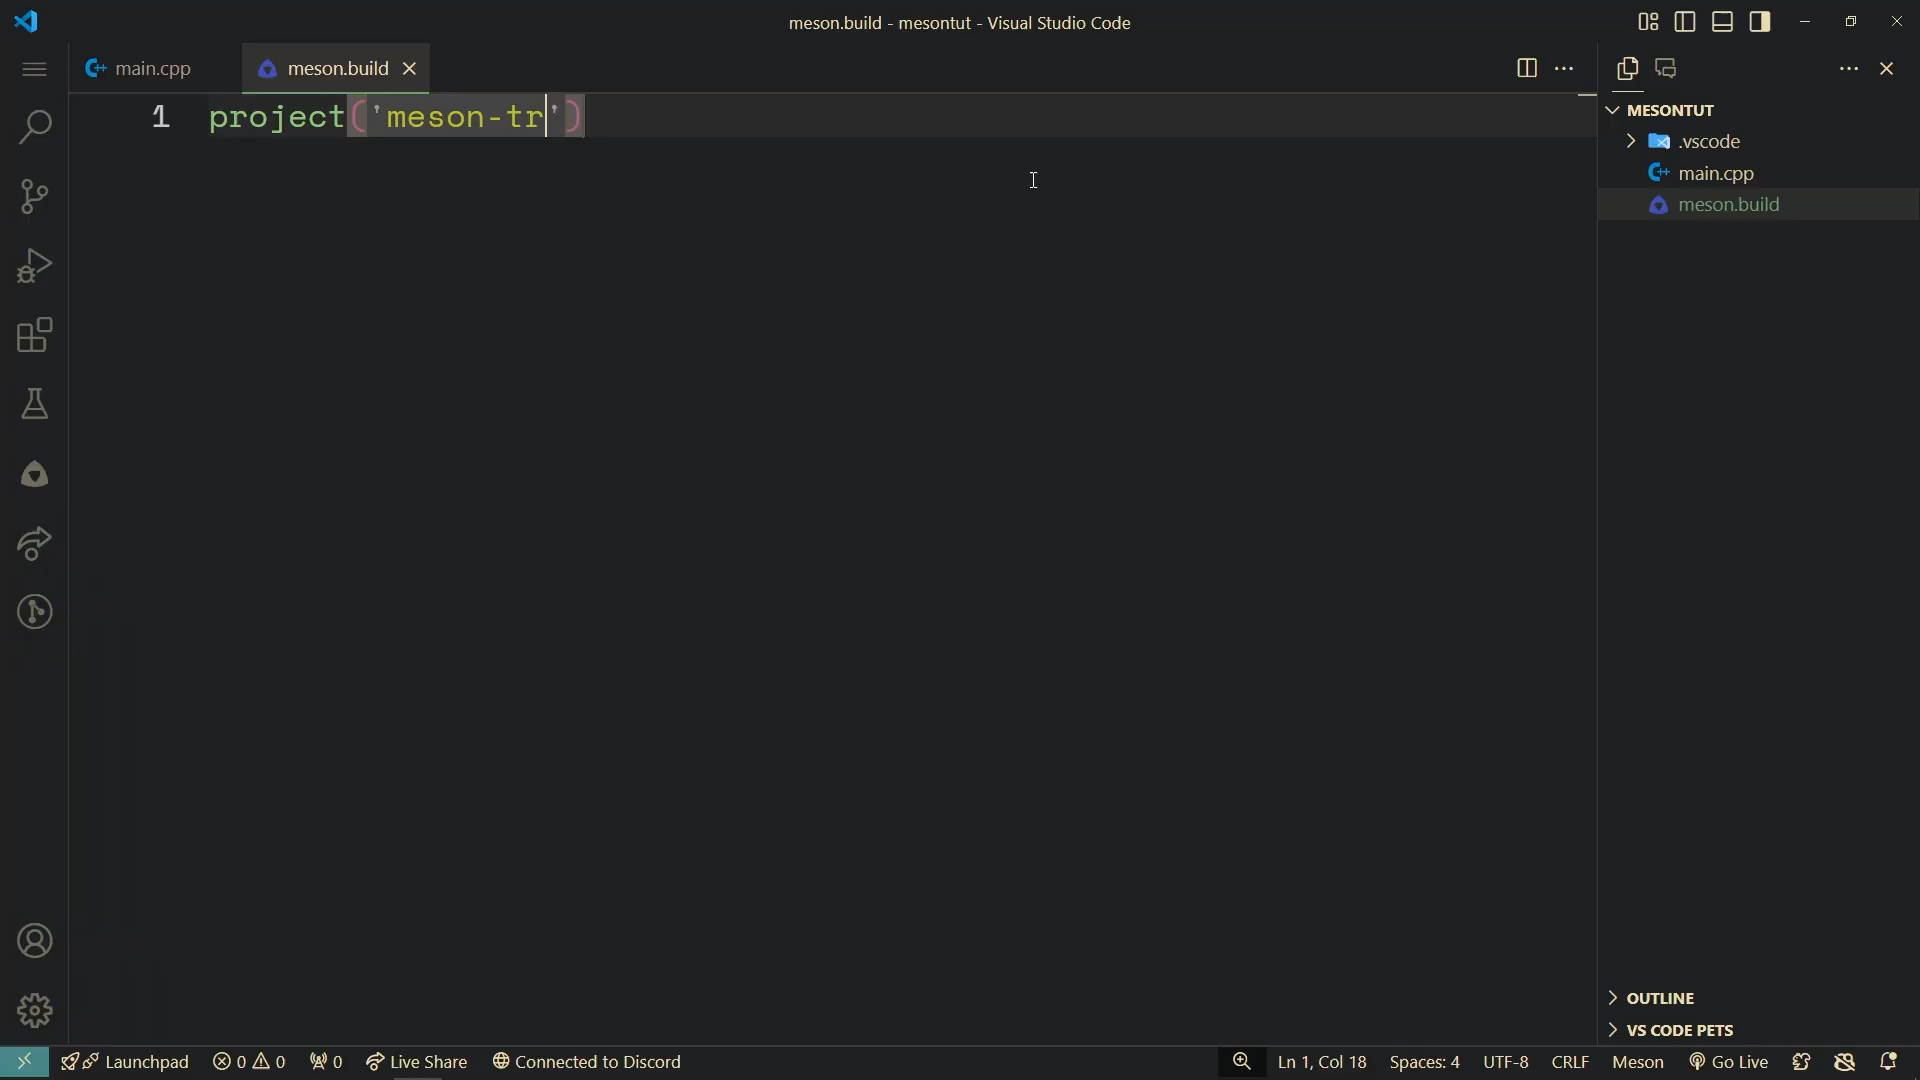 meson.build - mesontut - Visual Studio Code
main.cpp
meson.build
1 project('meson-tr')
MESONTUT
.vscode
main.cpp
meson.build
OUTLINE
VS CODE PETS
Launchpad 0 0 0 Live Share Connected to Discord Ln 1, Col 18 Spaces: 4 UTF-8 CRLF Meson Go Live